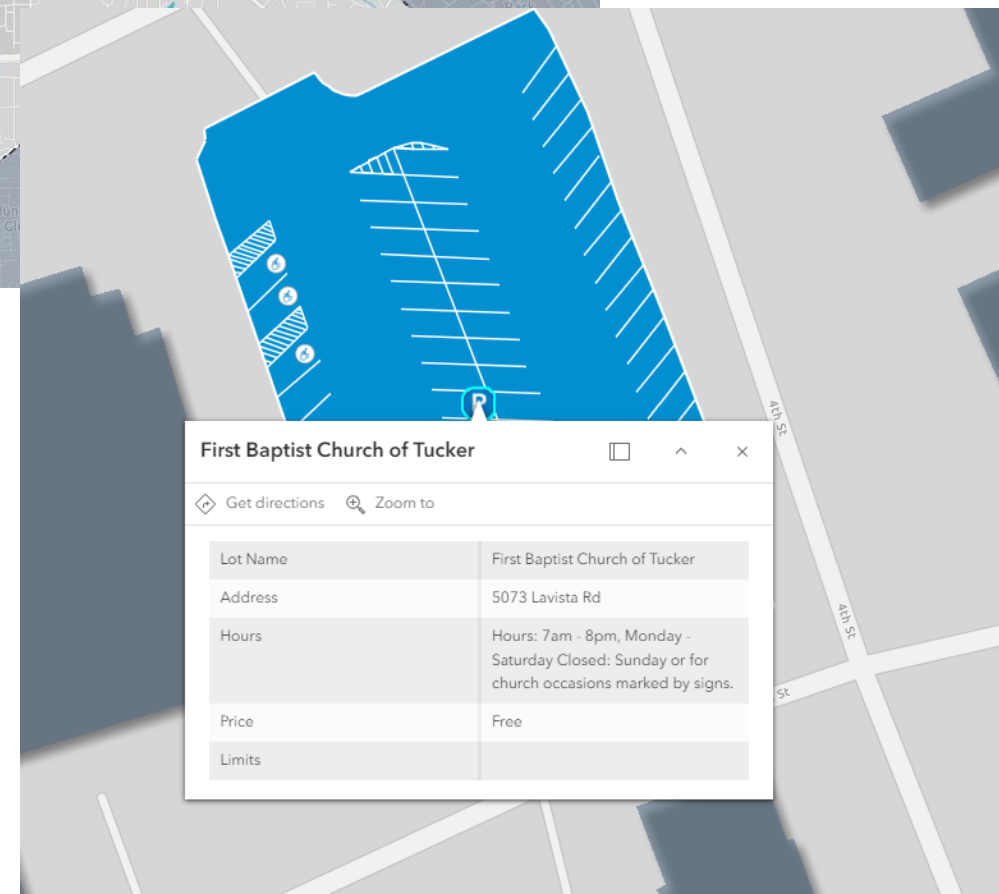 Park
4th St
First Baptist Church of Tucker
Get directions Zoom to
Lot Name First Baptist Church of Tucker
Address 5073 Lavista Rd
Hours Hours: 7am - 8pm, Monday -
Saturday Closed: Sunday or for
church occasions marked by signs.
Price Free
Limits
4th St
St
P